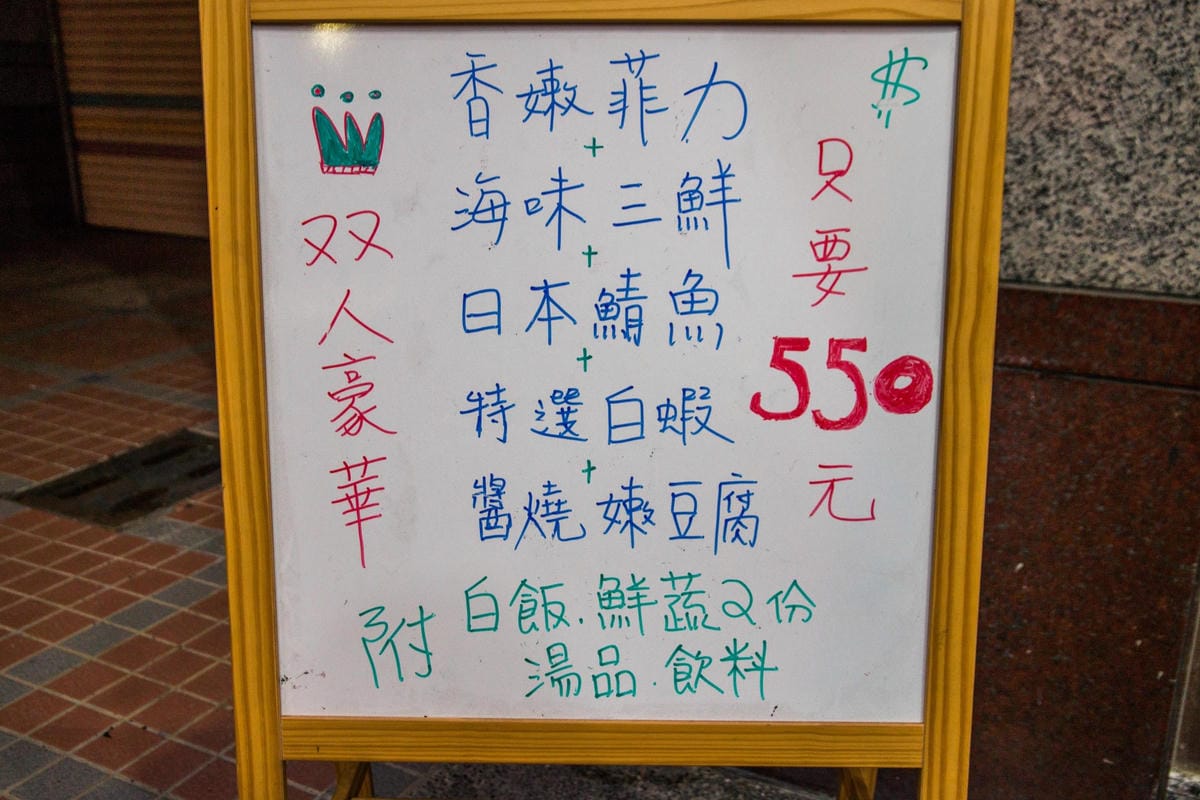 双人豪華
香嫩菲力
+
海味三鮮
+
日本鯖魚
+
特選白蝦
+
醬燒嫩豆腐
$
只要
550
元
附
白飯.鮮蔬2份
湯品.飲料